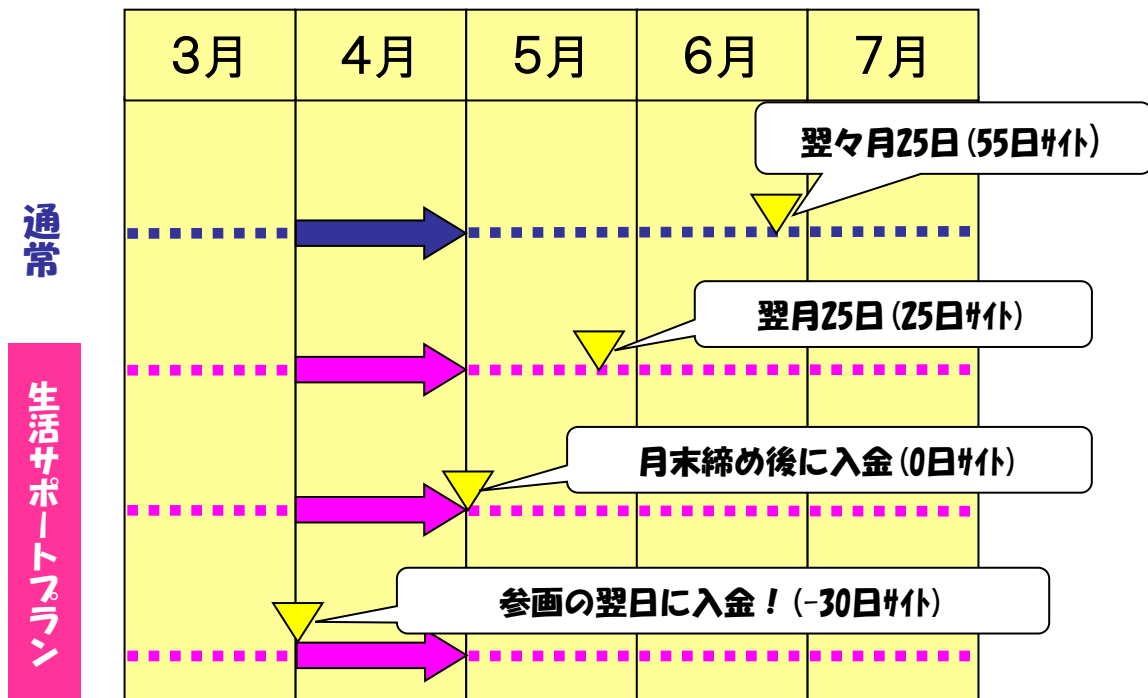 3月
4月
5月
6月
7月
通常
翌々月25日(55日ｻｲﾄ)
翌月25日(25日ｻｲﾄ)
生活サポートプラン
月末締め後に入金(0日ｻｲﾄ)
参画の翌日に入金！(-30日ｻｲﾄ)